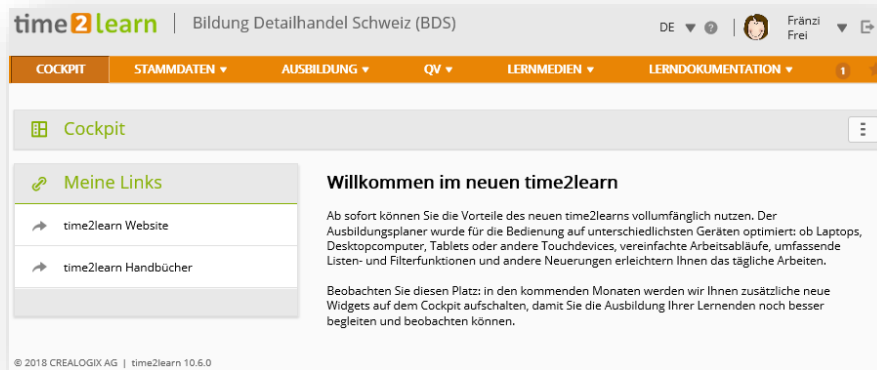 time2learn | Bildung Detailhandel Schweiz (BDS)
DE
Fränzi
Frei
COCKPIT STAMMDATEN AUSBILDUNG QV LERNMEDIEN LERNDOKUMENTATION 1
Cockpit
Meine Links
time2learn Website
time2learn Handbücher
Willkommen im neuen time2learn
Ab sofort können Sie die Vorteile des neuen time2learns vollumfänglich nutzen. Der
Ausbildungsplaner wurde für die Bedienung auf unterschiedlichsten Geräten optimiert: ob Laptops,
Desktopcomputer, Tablets oder andere Touchdevices, vereinfachte Arbeitsabläufe, umfassende
Listen- und Filterfunktionen und andere Neuerungen erleichtern Ihnen das tägliche Arbeiten.
Beobachten Sie diesen Platz: in den kommenden Monaten werden wir Ihnen zusätzliche neue
Widgets auf dem Cockpit aufschalten, damit Sie die Ausbildung Ihrer Lernenden noch besser
begleiten und beobachten können.
© 2018 CREALOGIX AG | time2learn 10.6.0